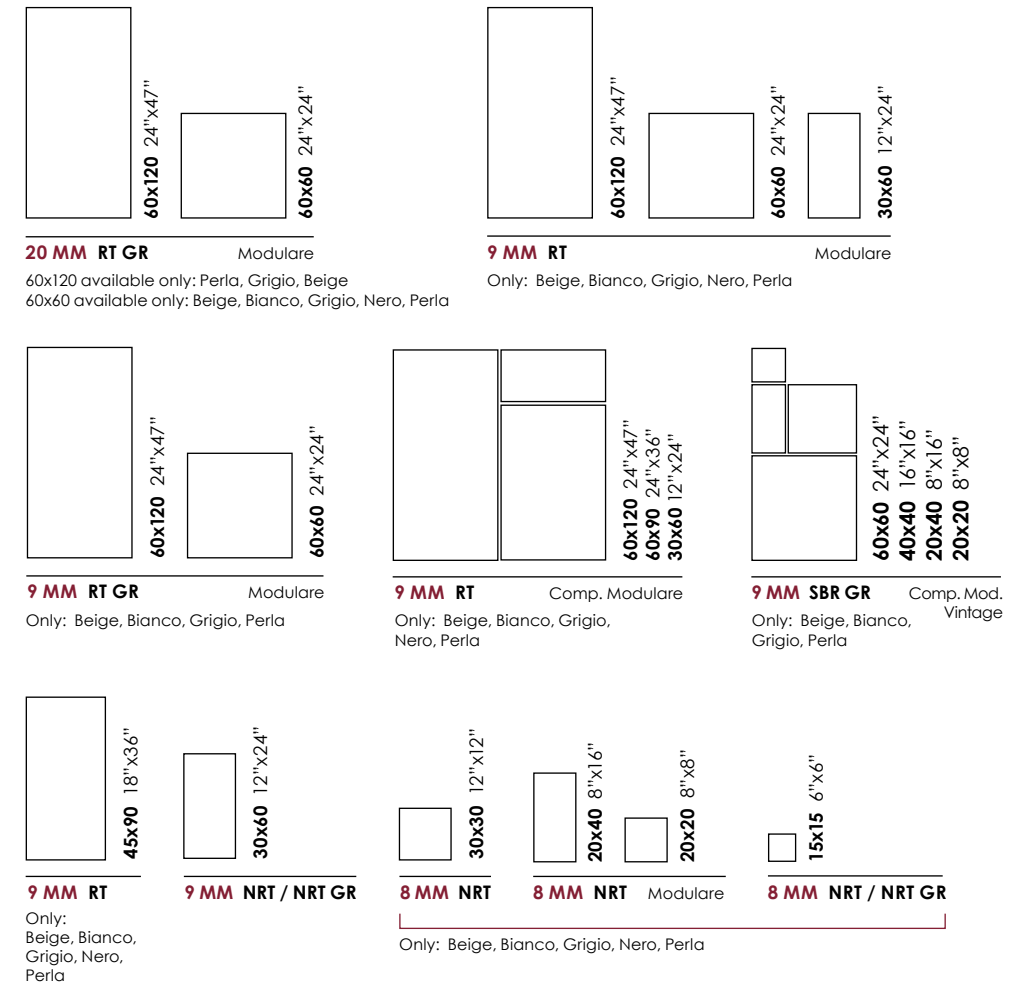 60x120 24"x47"
60x60 24"x24"
20 MM RT GR Modulare
60x120 available only: Perla, Grigio, Beige
60x60 available only: Beige, Bianco, Grigio, Nero, Perla
60x120 24"x47"
60x60 24"x24"
30x60 12"x24"
9 MM RT Modulare
Only: Beige, Bianco, Grigio, Nero, Perla
60x120 24"x47"
60x60 24"x24"
9 MM RT GR Modulare
Only: Beige, Bianco, Grigio, Perla
60x120 24"x47"
60x90 24"x36"
30x60 12"x24"
9 MM RT Comp. Modulare
Only: Beige, Bianco, Grigio,
Nero, Perla
60x60 24"x24"
40x40 16"x16"
20x40 8"x16"
20x20 8"x8"
9 MM SBR GR Comp. Mod.
Vintage
Only: Beige, Bianco,
Grigio, Perla
45x90 18"x36"
9 MM RT
Only:
Beige, Bianco,
Grigio, Nero,
Perla
30x60 12"x24"
9 MM NRT / NRT GR
30x30 12"x12"
8 MM NRT
20x40 8"x16"
20x20 8"x8"
8 MM NRT Modulare
15x15 6"x6"
8 MM NRT / NRT GR
Only: Beige, Bianco, Grigio, Nero, Perla